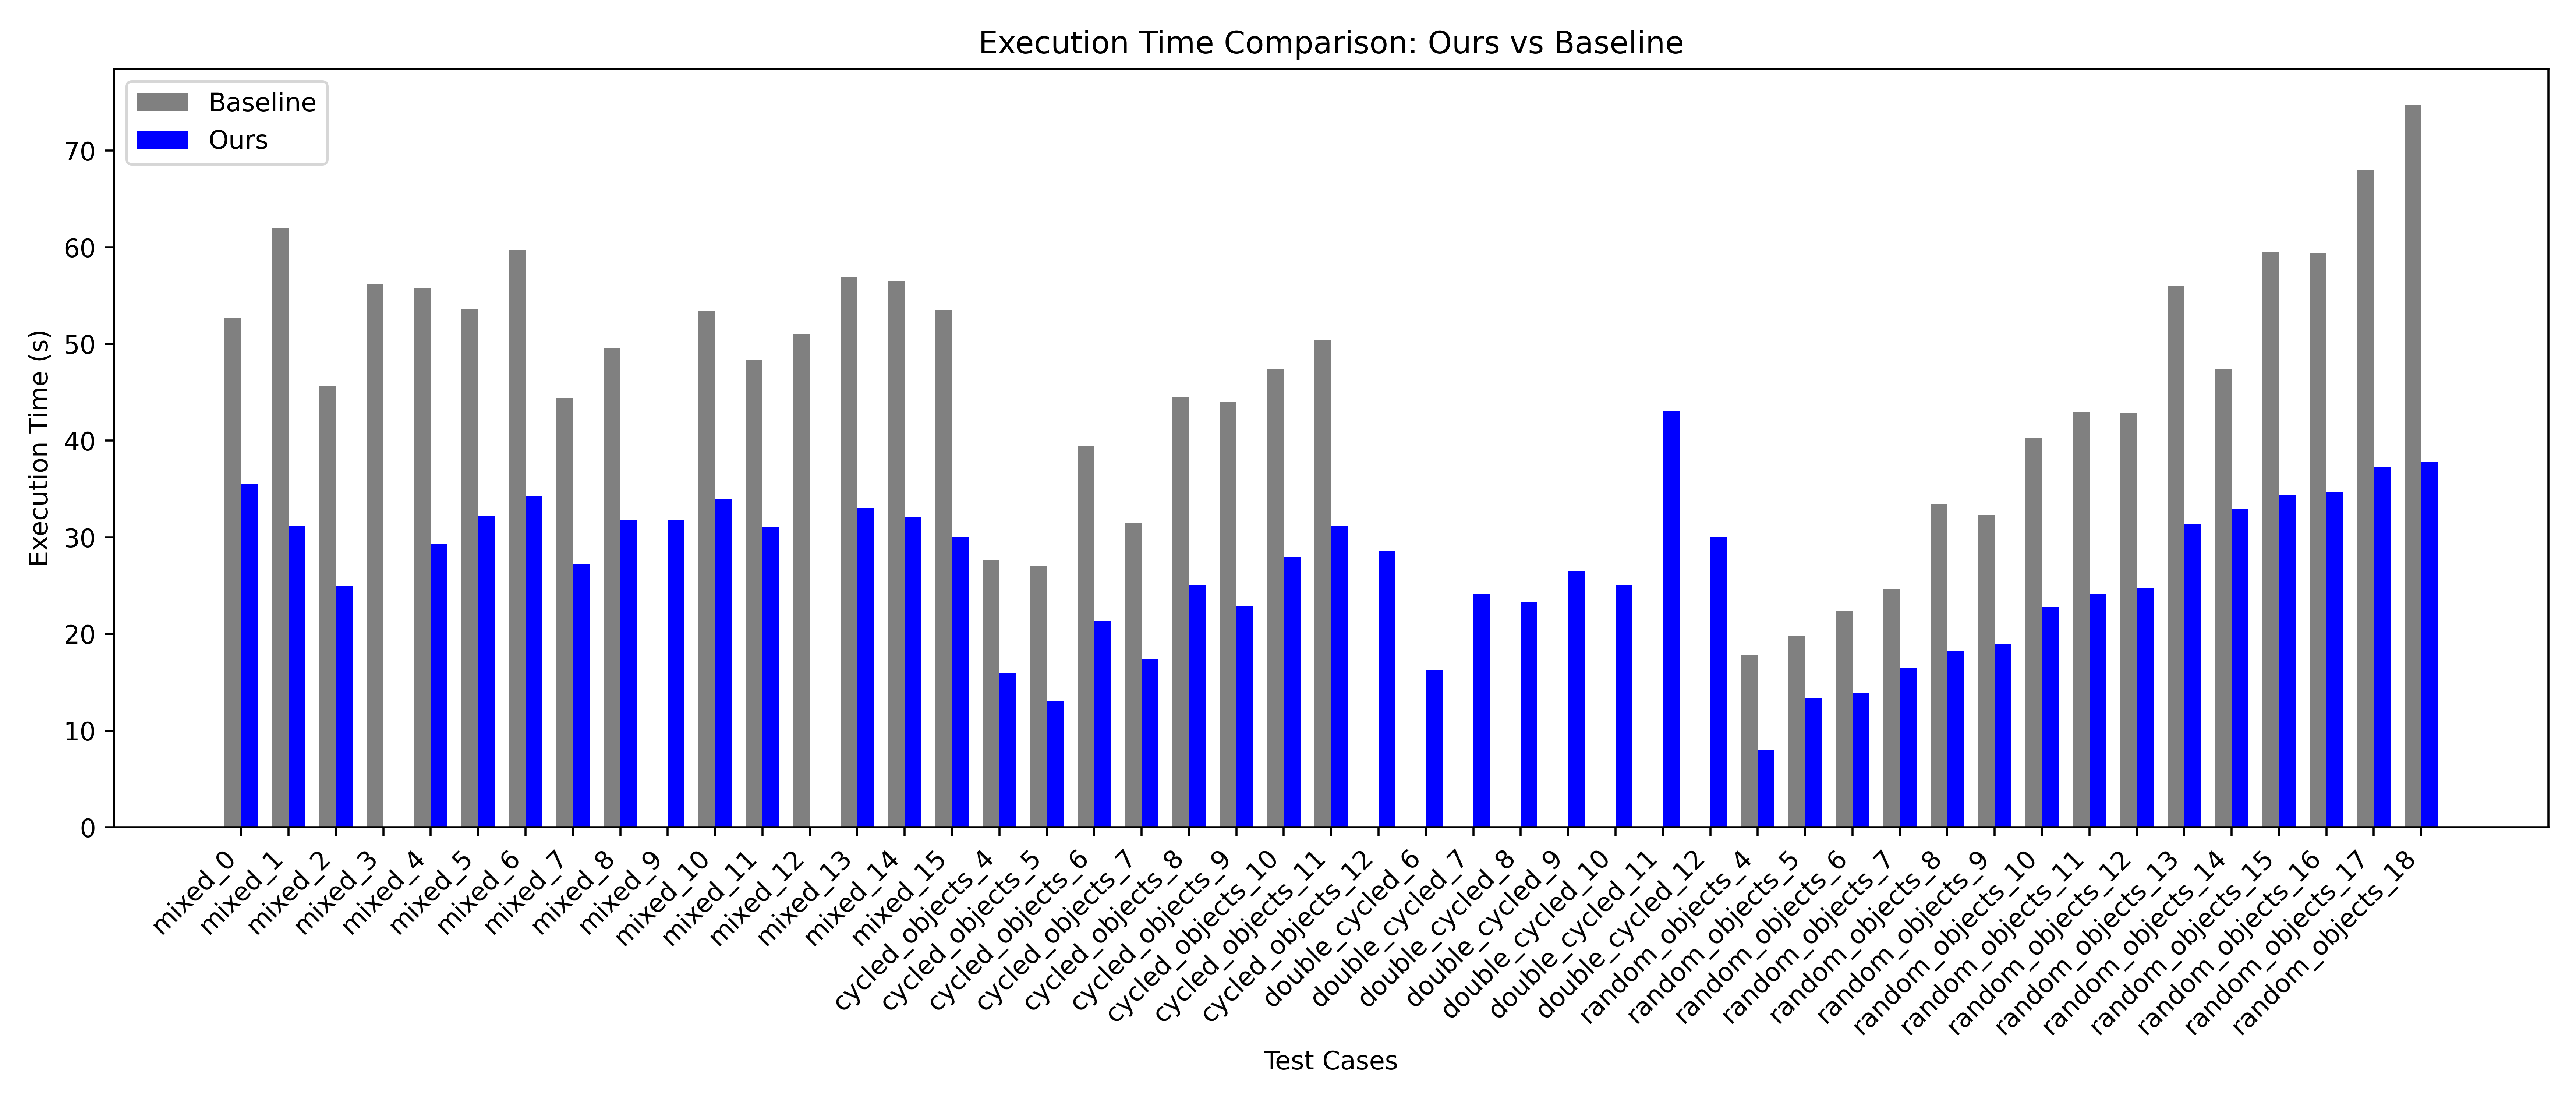 Execution Time Comparison: Ours vs Baseline
Baseline
Ours
Execution Time (s)
70
60
50
40
30
20
10
0
mixed_0
mixed_1
mixed_2
mixed_3
mixed_4
mixed_5
mixed_6
mixed_7
mixed_8
mixed_9
mixed_10
mixed_11
mixed_12
mixed_13
mixed_14
mixed_15
cycled_objects_4
cycled_objects_5
cycled_objects_6
cycled_objects_7
cycled_objects_8
cycled_objects_9
cycled_objects_10
cycled_objects_11
cycled_objects_12
double_cycled_6
double_cycled_7
double_cycled_8
double_cycled_9
double_cycled_10
double_cycled_11
double_cycled_12
random_objects_4
random_objects_5
random_objects_6
random_objects_7
random_objects_8
random_objects_9
random_objects_10
random_objects_11
random_objects_12
random_objects_13
random_objects_14
random_objects_15
random_objects_16
random_objects_17
random_objects_18
Test Cases